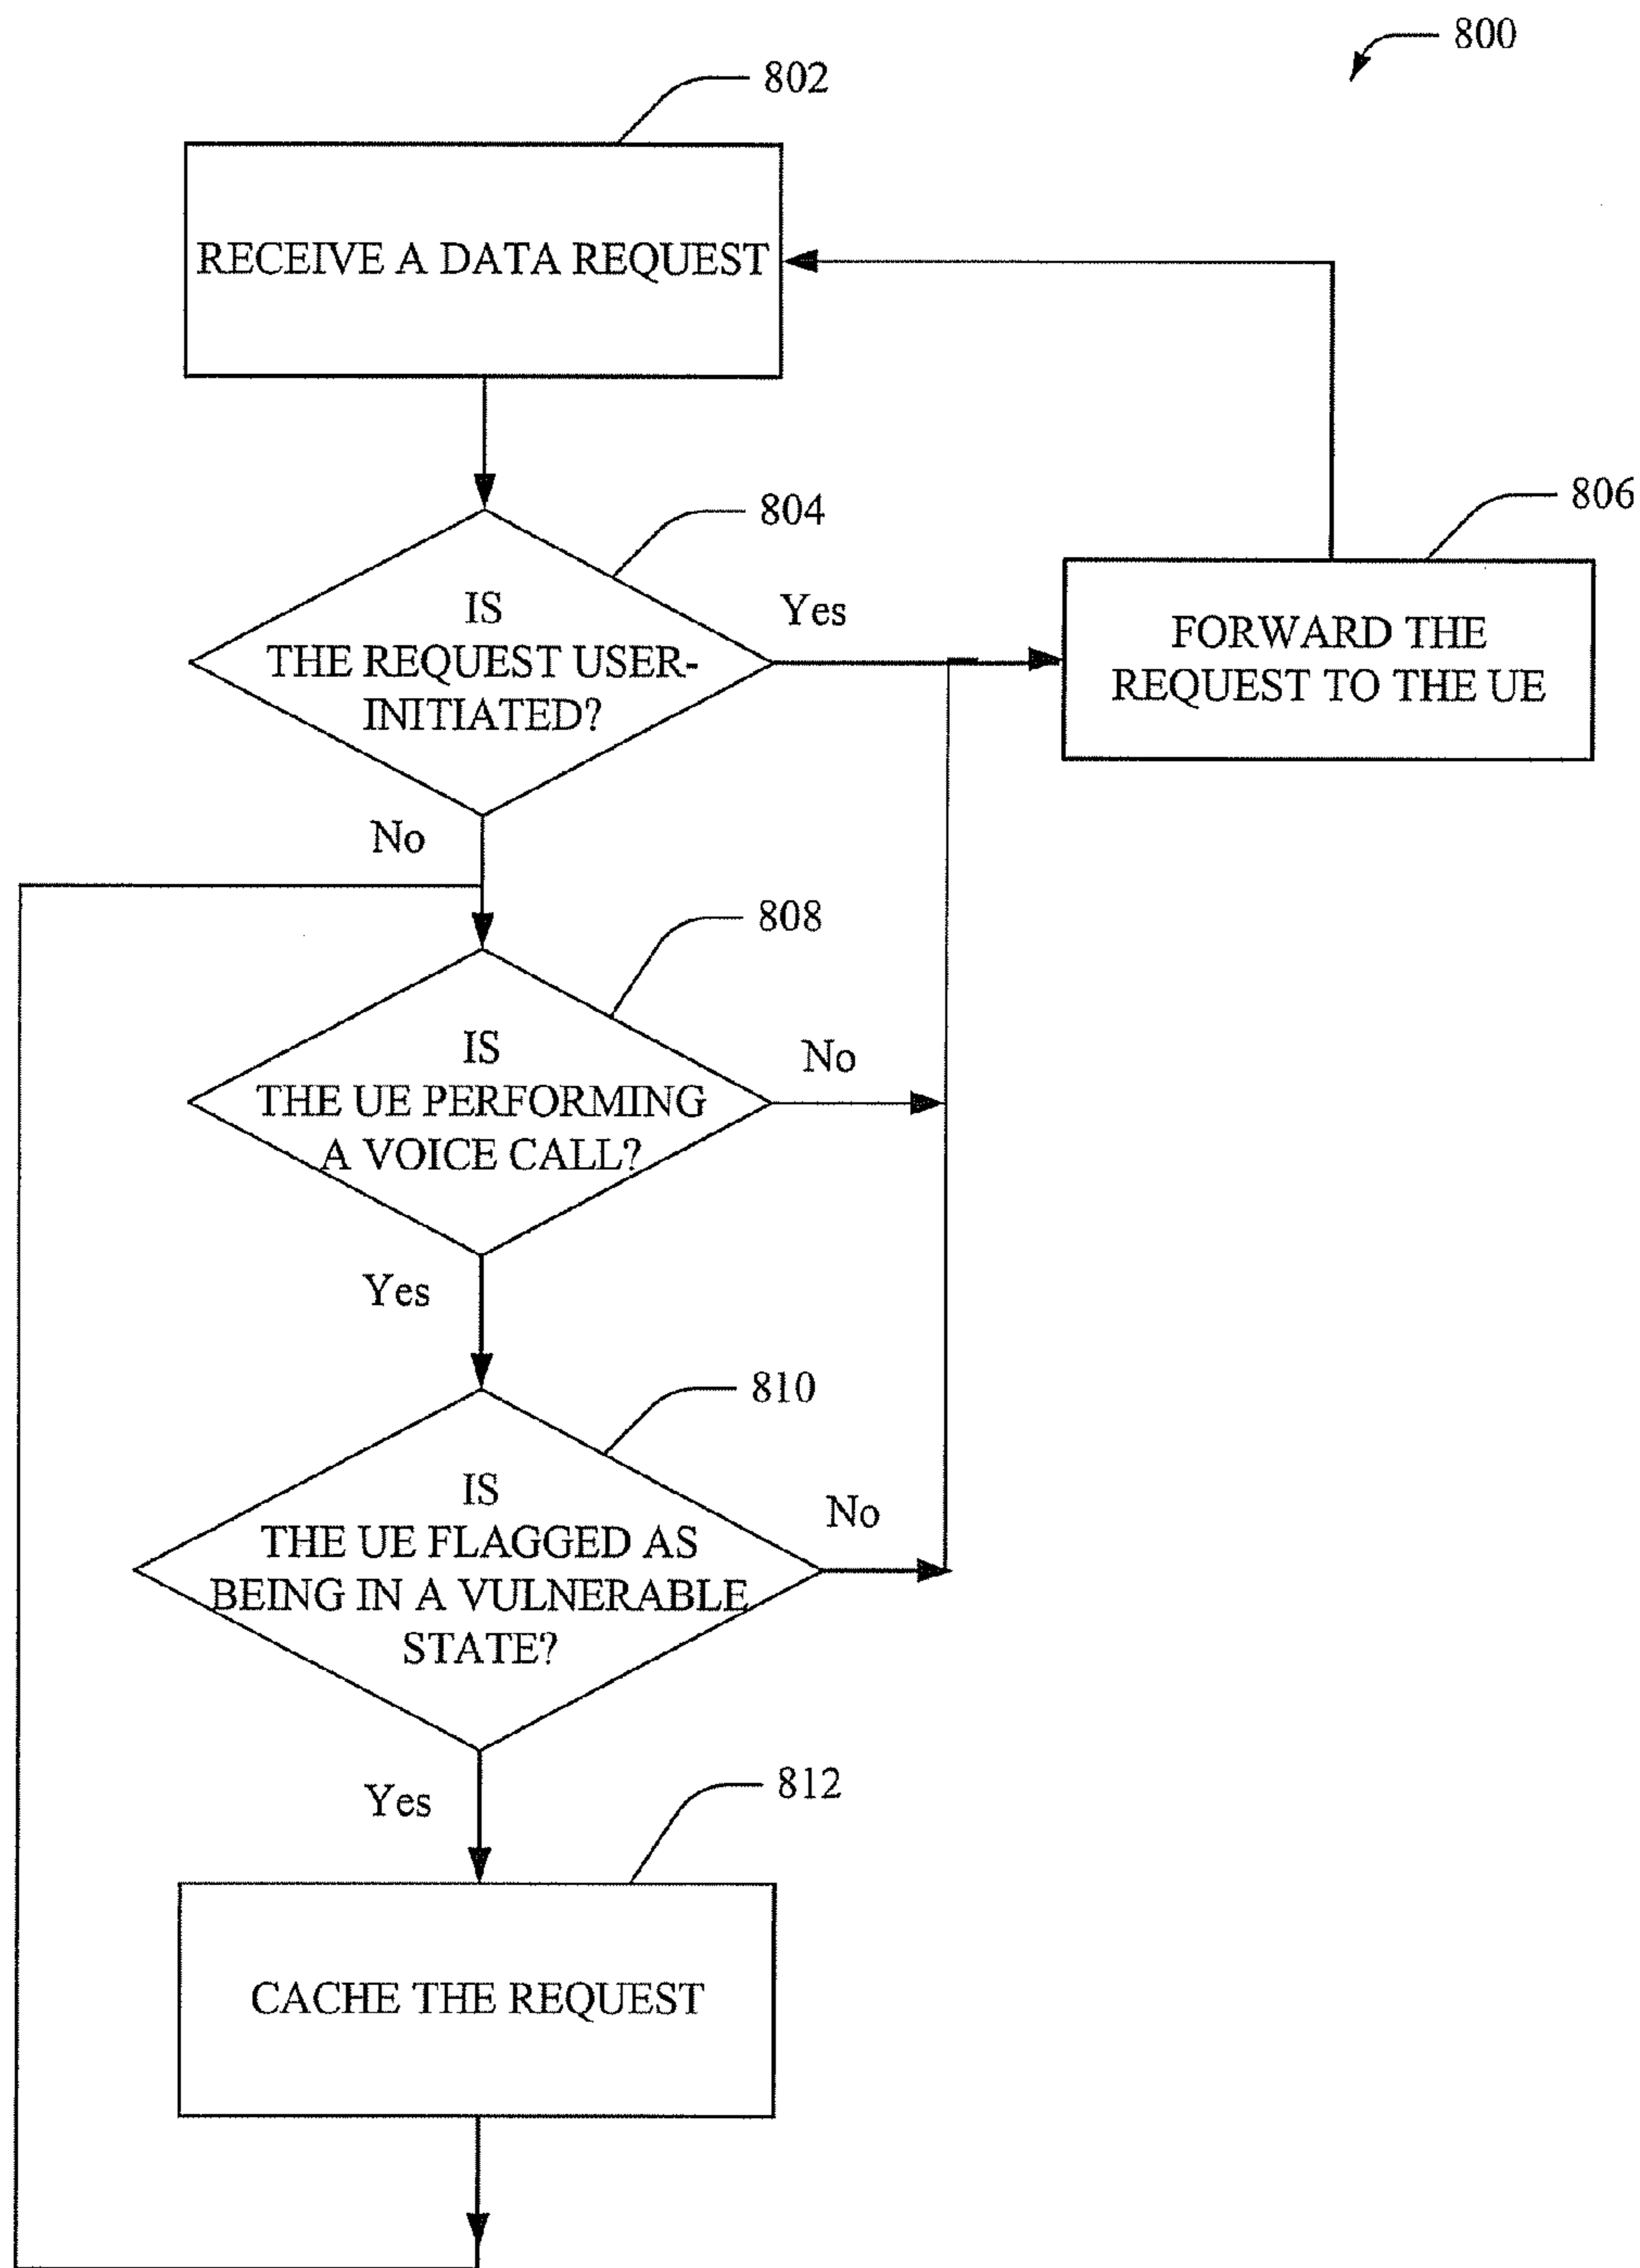 800
802
RECEIVE A DATA REQUEST
804
806
IS
THE REQUEST USER-
INITIATED?
Yes
FORWARD THE
REQUEST TO THE UE
No
808
IS
THE UE PERFORMING
A VOICE CALL?
No
Yes
810
IS
THE UE FLAGGED AS
BEING IN A VULNERABLE
STATE?
No
Yes
812
CACHE THE REQUEST